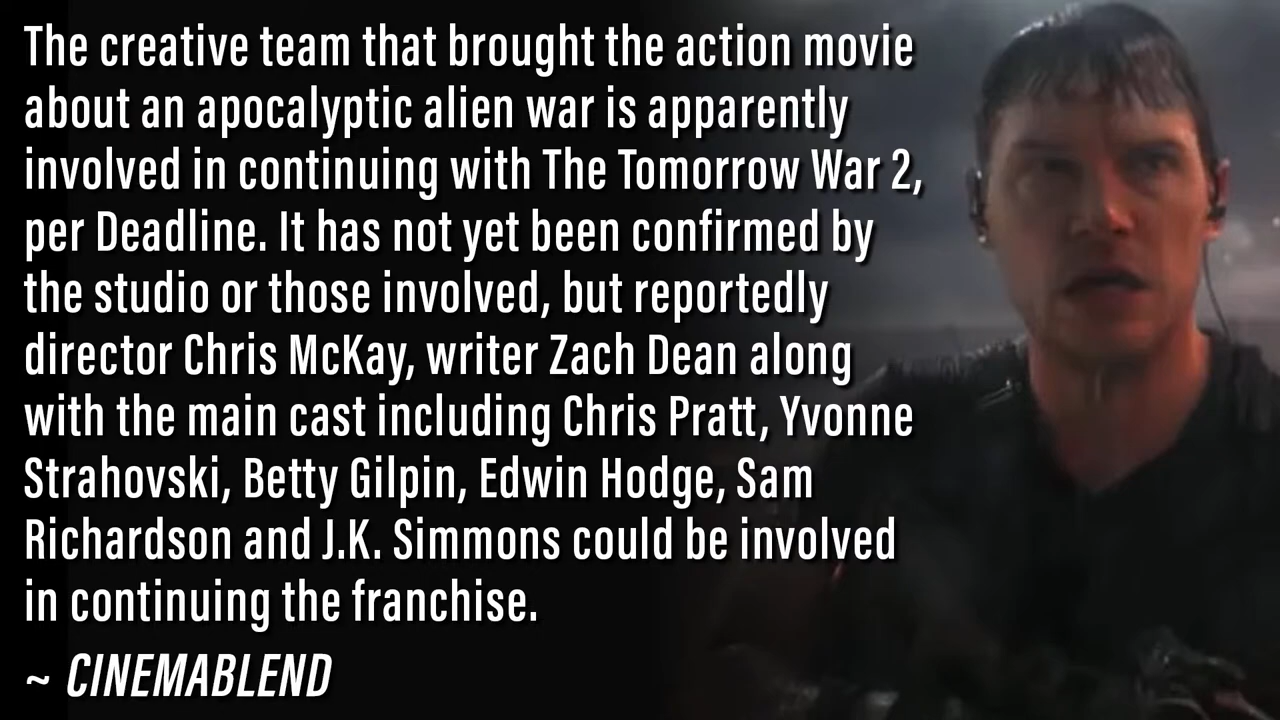 The creative team that brought the action movie
about an apocalyptic alien war is apparently
involved in continuing with The Tomorrow War 2,
per Deadline. It has not yet been confirmed by
the studio or those involved, but reportedly
director Chris McKay, writer Zach Dean along
with the main cast including Chris Pratt, Yvonne
Strahovski, Betty Gilpin, Edwin Hodge, Sam
Richardson and J.K. Simmons could be involved
in continuing the franchise.
~ CINEMABLEND